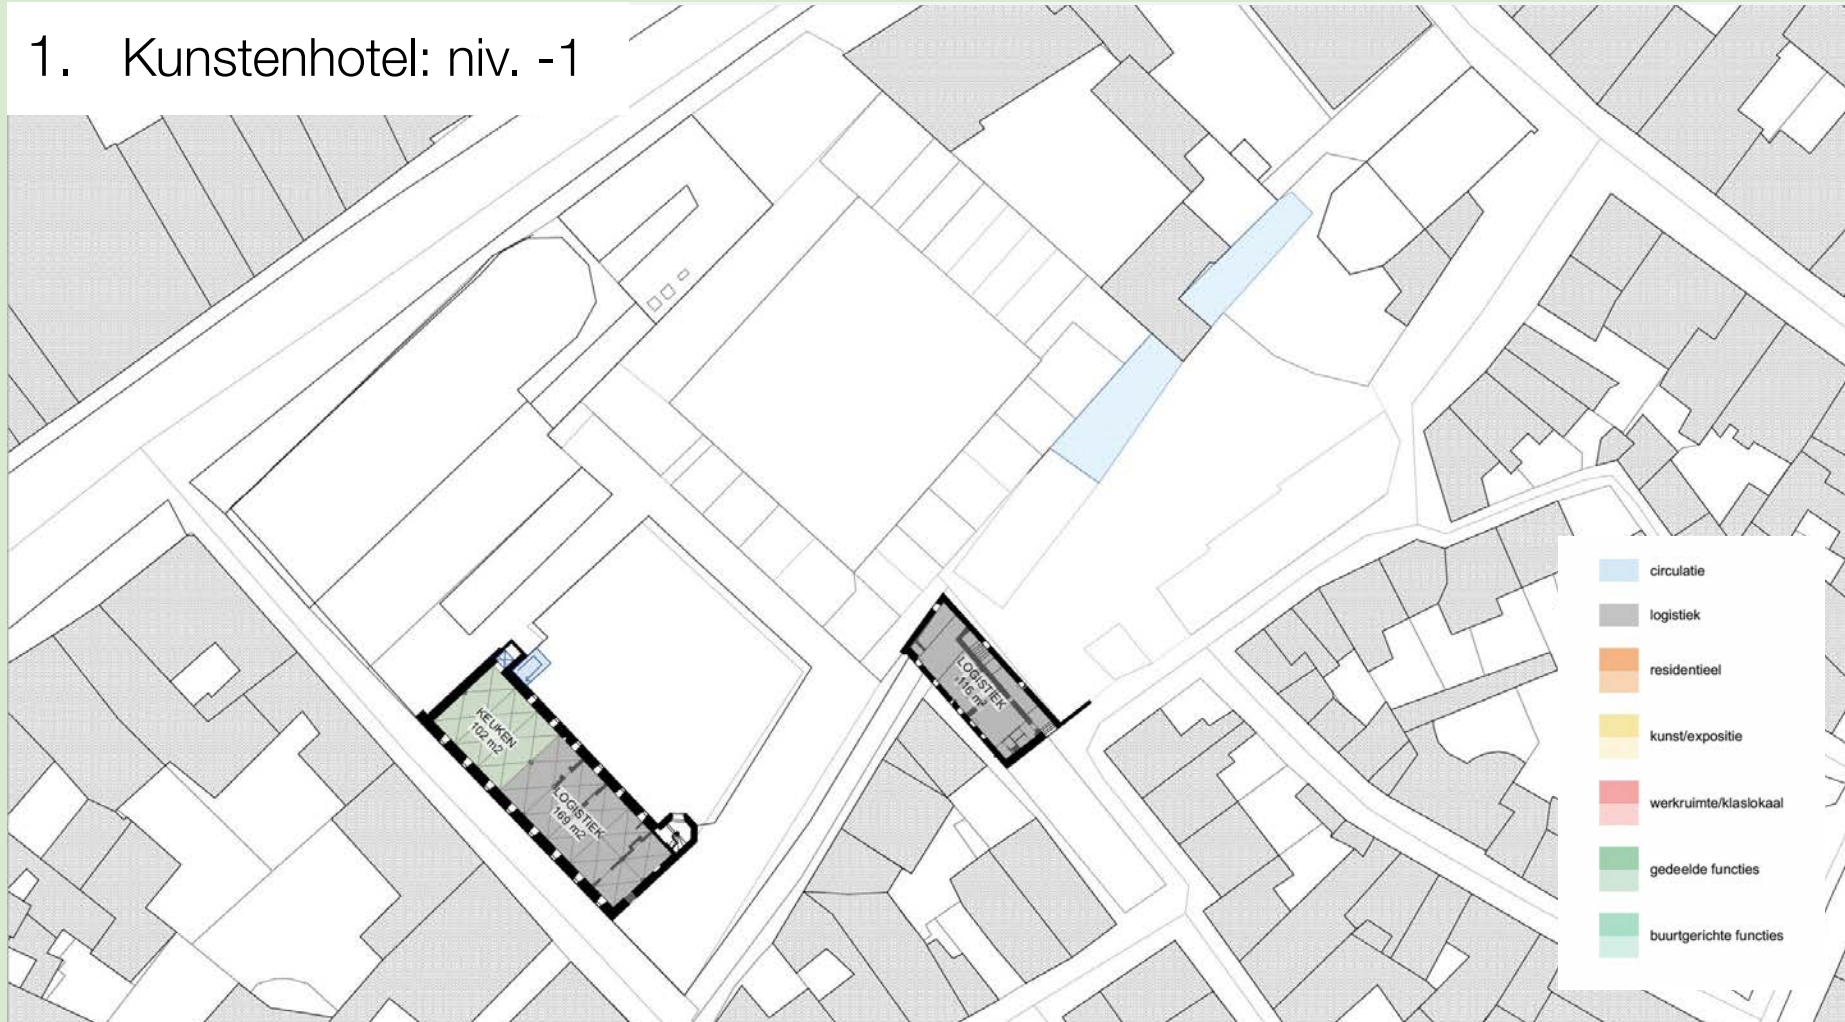 1. Kunstenhotel: niv. -1
KEUKEN
102 m2
LOGISTIEK
169 m2
LOGISTIEK
116 m²
circulatie
logistiek
residentieel
kunst/expositie
werkruimte/klaslokaal
gedeelde functies
buurtgerichte functies